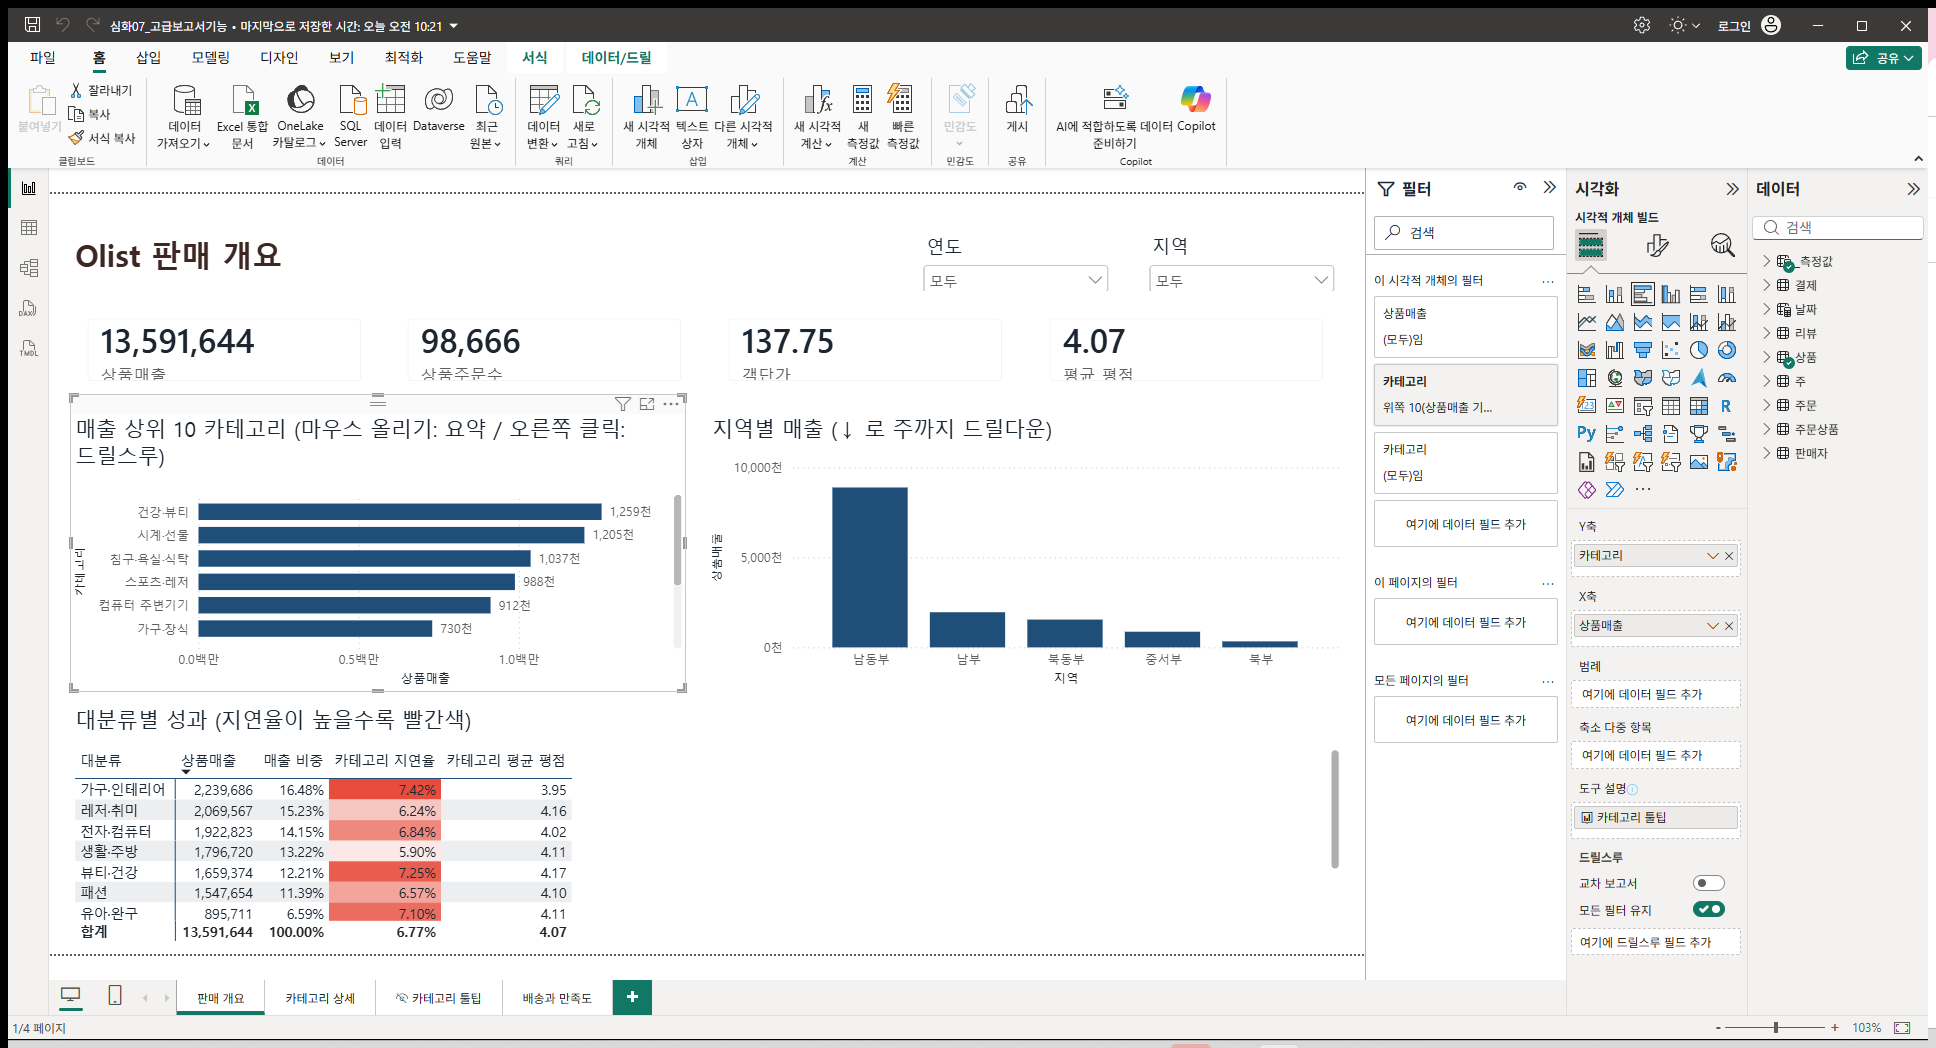 심화07_고급보고서기능 • 마지막으로 저장한 시간: 오늘 오전 10:21
로그인
파일 홈 삽입 모델링 디자인 보기 최적화 도움말 서식 데이터/드릴
공유
붙여넣기
잘라내기
복사
서식 복사
클립보드
데이터 가져오기
Excel 통합 문서
OneLake 카탈로그
SQL Server
데이터 입력
Dataverse
최근 원본
데이터
데이터 변환
새로 고침
쿼리
새 시각적 개체
텍스트 상자
다른 시각적 개체
삽입
새 시각적 계산
새 측정값
빠른 측정값
계산
민감도
민감도
게시
공유
AI에 적합하도록 데이터 준비하기
Copilot
Copilot
DAX
TMDL
Olist 판매 개요
연도
모두
지역
모두
13,591,644
상품매출
98,666
상품주문수
137.75
객단가
4.07
평균 평점
매출 상위 10 카테고리 (마우스 올리기: 요약 / 오른쪽 클릭:
드릴스루)
카테고리
건강·뷰티 1,259천
시계·선물 1,205천
침구·욕실·식탁 1,037천
스포츠·레저 988천
컴퓨터 주변기기 912천
가구·장식 730천
0.0백만 0.5백만 1.0백만
상품매출
지역별 매출 (↓ 로 주까지 드릴다운)
상품매출
10,000천
5,000천
0천
남동부 남부 북동부 중서부 북부
지역
대분류별 성과 (지연율이 높을수록 빨간색)
대분류 상품매출 매출 비중 카테고리 지연율 카테고리 평균 평점
가구·인테리어 2,239,686 16.48% 7.42% 3.95
레저·취미 2,069,567 15.23% 6.24% 4.16
전자·컴퓨터 1,922,823 14.15% 6.84% 4.02
생활·주방 1,796,720 13.22% 5.90% 4.11
뷰티·건강 1,659,374 12.21% 7.25% 4.17
패션 1,547,654 11.39% 6.57% 4.10
유아·완구 895,711 6.59% 7.10% 4.11
합계 13,591,644 100.00% 6.77% 4.07
필터
검색
이 시각적 개체의 필터
상품매출
(모두)임
카테고리
위쪽 10(상품매출 기...
카테고리
(모두)임
여기에 데이터 필드 추가
이 페이지의 필터
여기에 데이터 필드 추가
모든 페이지의 필터
여기에 데이터 필드 추가
시각화
시각적 개체 빌드
123
R
Py
Y축
카테고리
X축
상품매출
범례
여기에 데이터 필드 추가
축소 다중 항목
여기에 데이터 필드 추가
도구 설명
카테고리 툴팁
드릴스루
교차 보고서
모든 필터 유지
여기에 드릴스루 필드 추가
데이터
검색
_측정값
결제
날짜
리뷰
상품
주
주문
주문상품
판매자
판매 개요 카테고리 상세 카테고리 툴팁 배송과 만족도 +
1/4 페이지
- + 103%